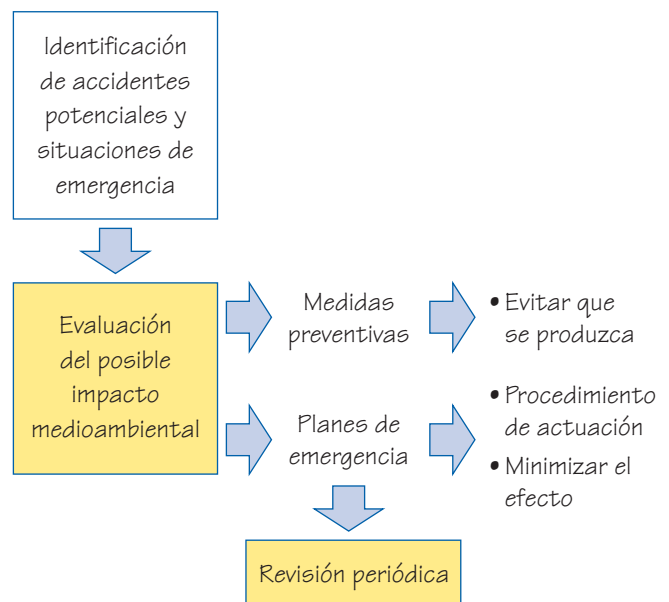 Identificación
de accidentes
potenciales y
situaciones de
emergencia
Evaluación
del posible
impacto
medioambiental
Medidas
preventivas
• Evitar que
se produzca
Planes de
emergencia
• Procedimiento
de actuación
• Minimizar el
efecto
Revisión periódica